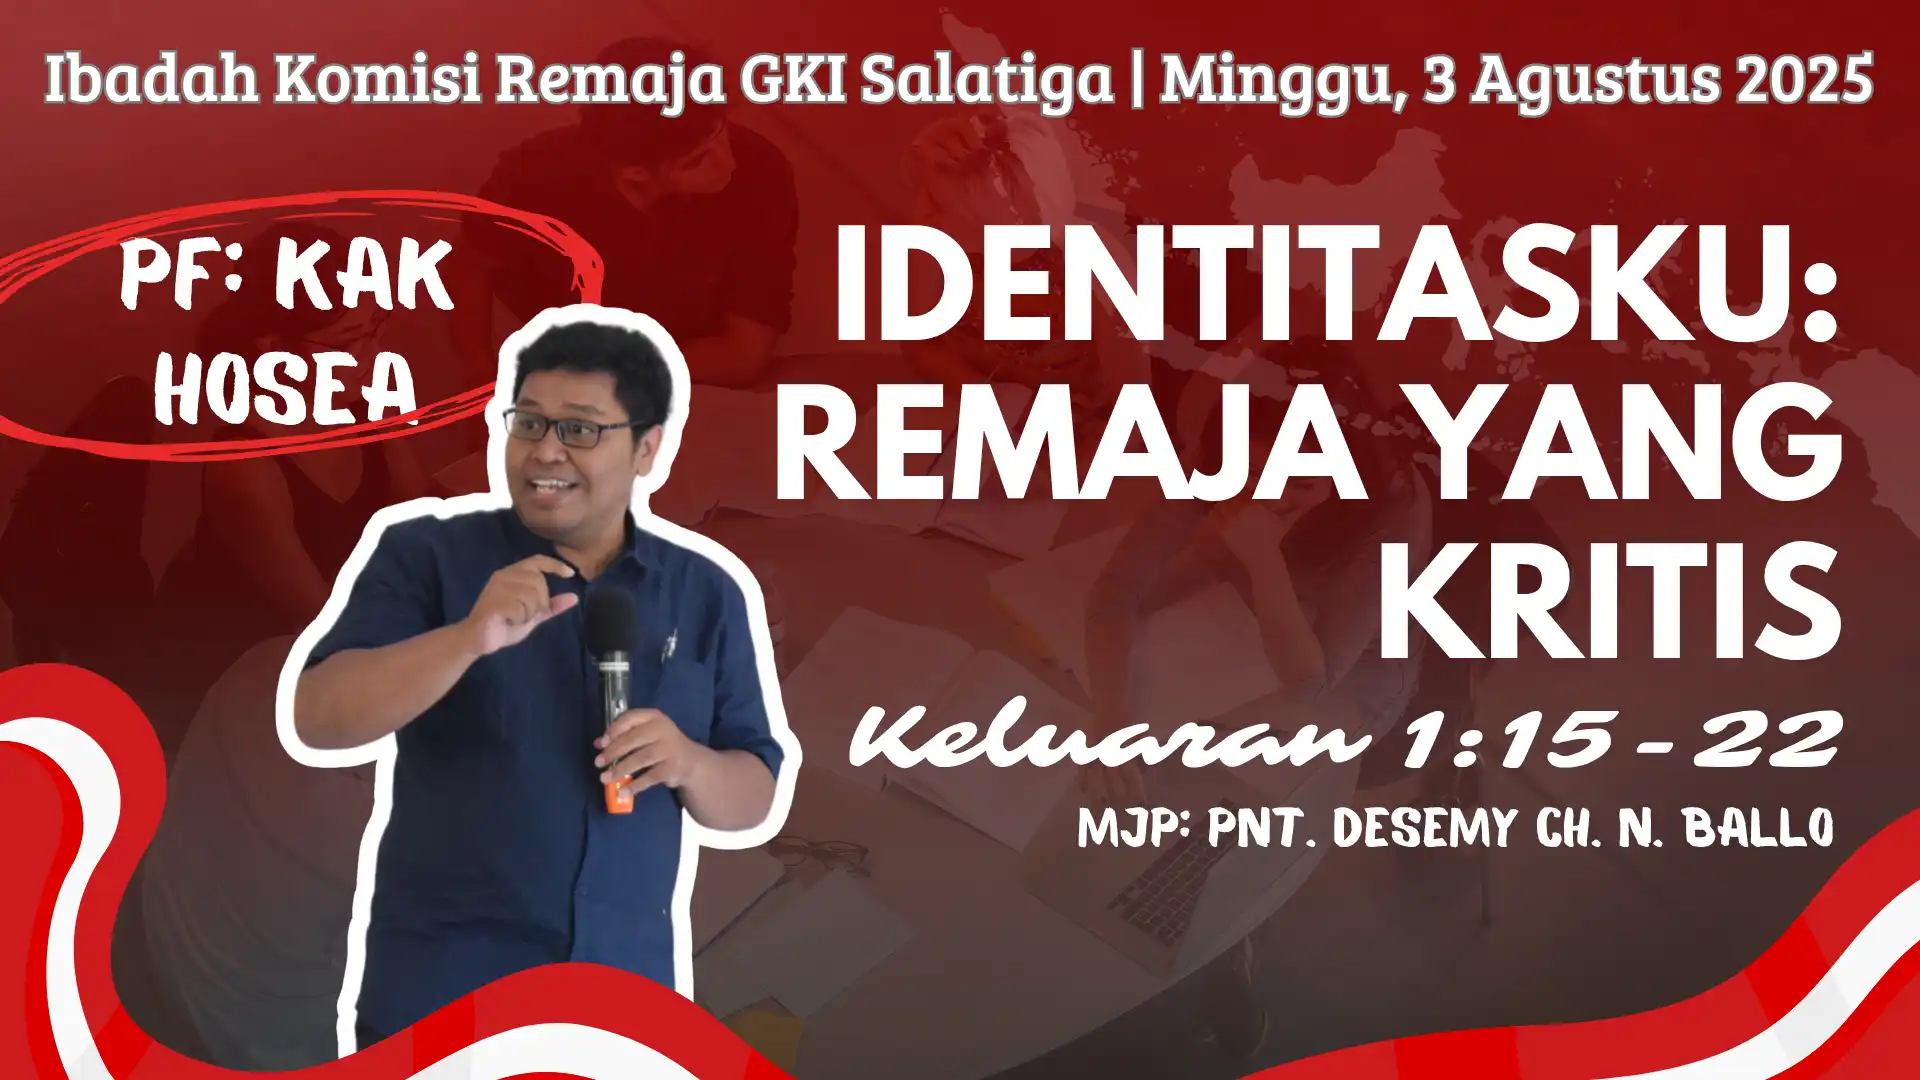 Ibadah Komisi Remaja GKI Salatiga | Minggu, 3 Agustus 2025
PF: KAK
HOSEA
IDENTITASKU:
REMAJA YANG
KRITIS
Keluaran 1:15-22
MJP: PNT. DESEMY CH. N. BALLO